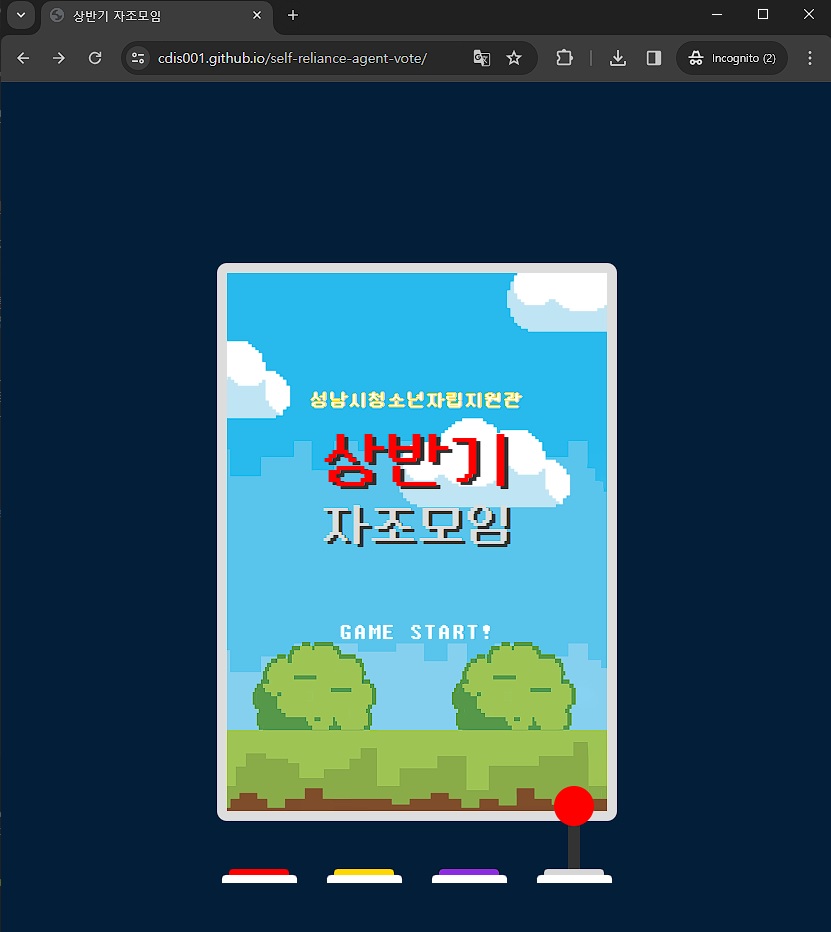 상반기 자조모임
cdis001.github.io/self-reliance-agent-vote/
Incognito (2)
성남시청소년자립지원관
상반기
자조모임
GAME START!